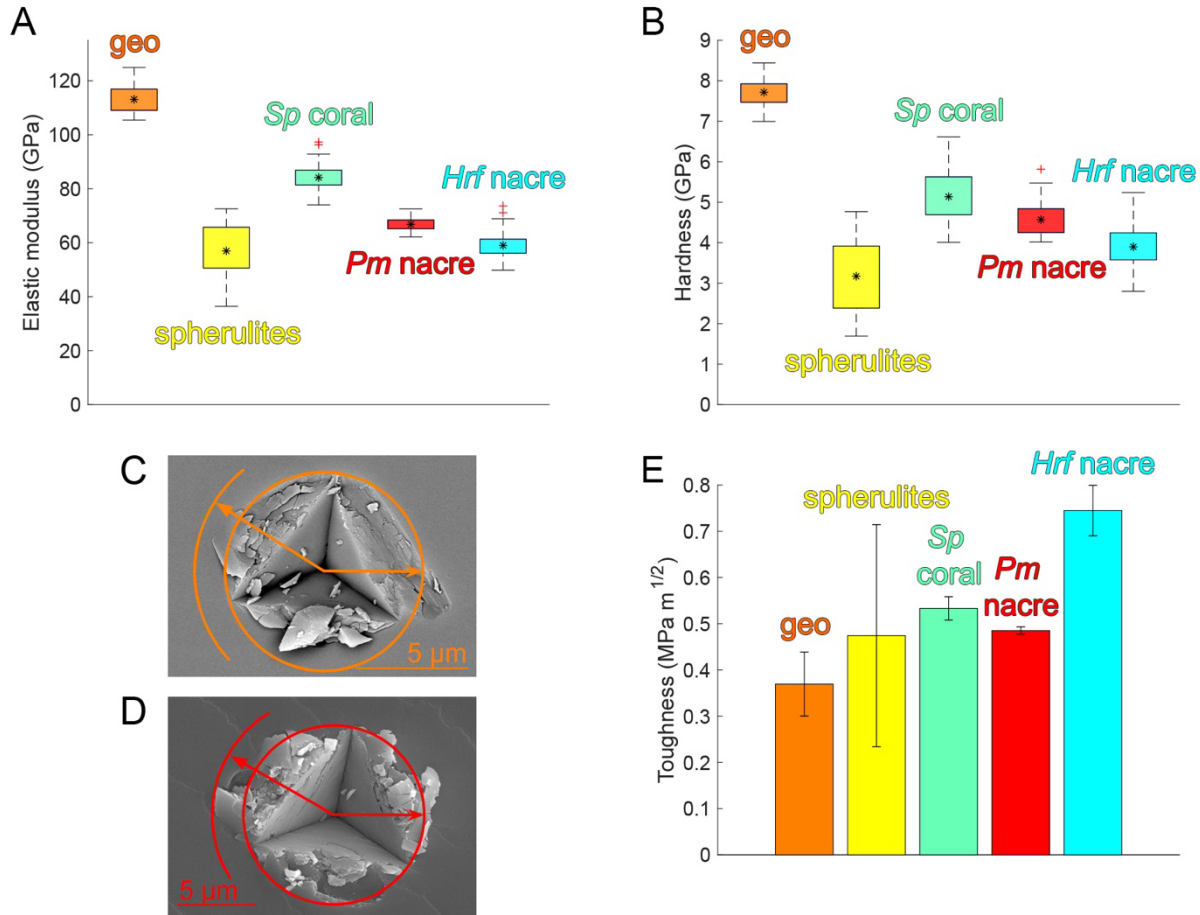 A
Elastic modulus (GPa)
120
100
80
60
40
20
0
geo
spherulites
Sp coral
Pm nacre
Hrf nacre
B
Hardness (GPa)
9
8
7
6
5
4
3
2
1
0
geo
spherulites
Sp coral
Pm nacre
Hrf nacre
C
5 μm
D
5 μm
E
Toughness (MPa m 1/2)
0.8
0.7
0.6
0.5
0.4
0.3
0.2
0.1
0
geo
spherulites
Sp
coral
Pm
nacre
Hrf nacre